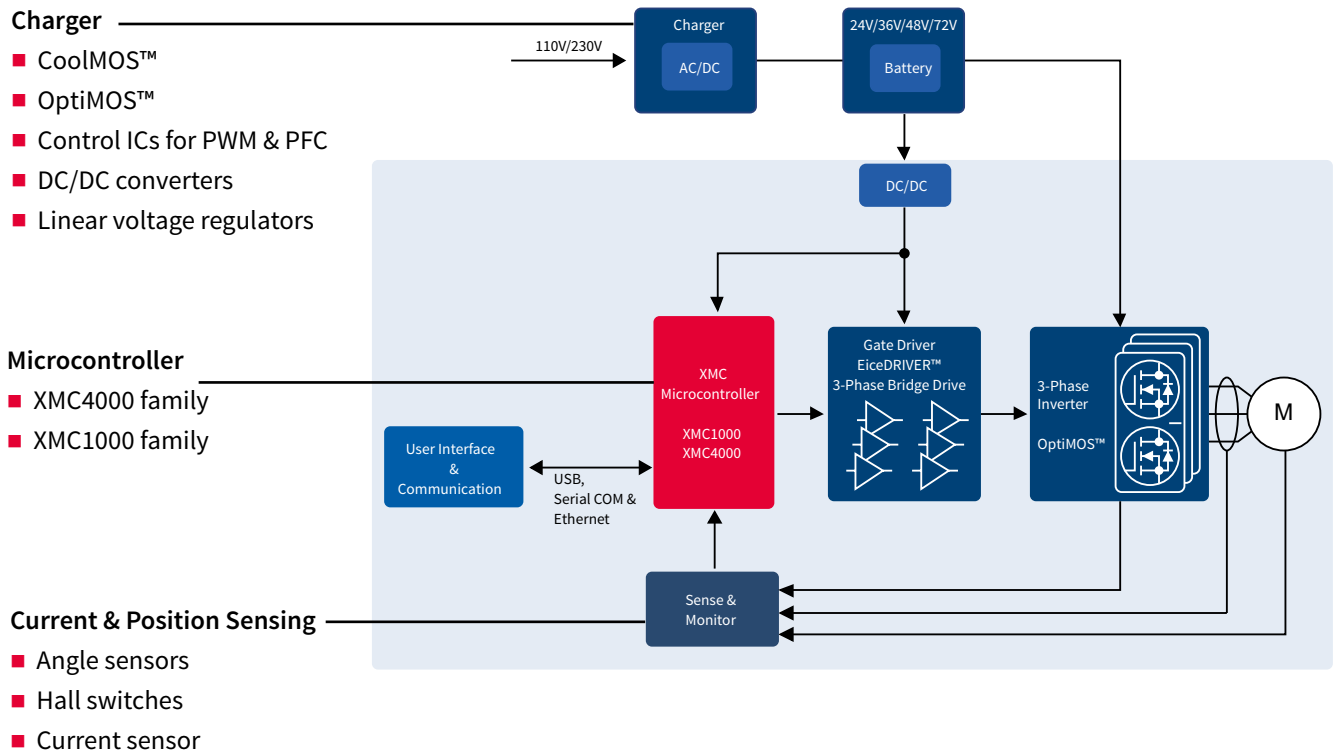 Charger
CoolMOS™
OptiMOS™
Control ICs for PWM & PFC
DC/DC converters
Linear voltage regulators
110V/230V
Charger
AC/DC
24V/36V/48V/72V
Battery
DC/DC
Microcontroller
XMC4000 family
XMC1000 family
XMC
Microcontroller
XMC1000
XMC4000
Gate Driver
EiceDRIVER™
3-Phase Bridge Drive
3-Phase
Inverter
OptiMOS™
M
User Interface
&
Communication
USB,
Serial COM &
Ethernet
Sense &
Monitor
Current & Position Sensing
Angle sensors
Hall switches
Current sensor